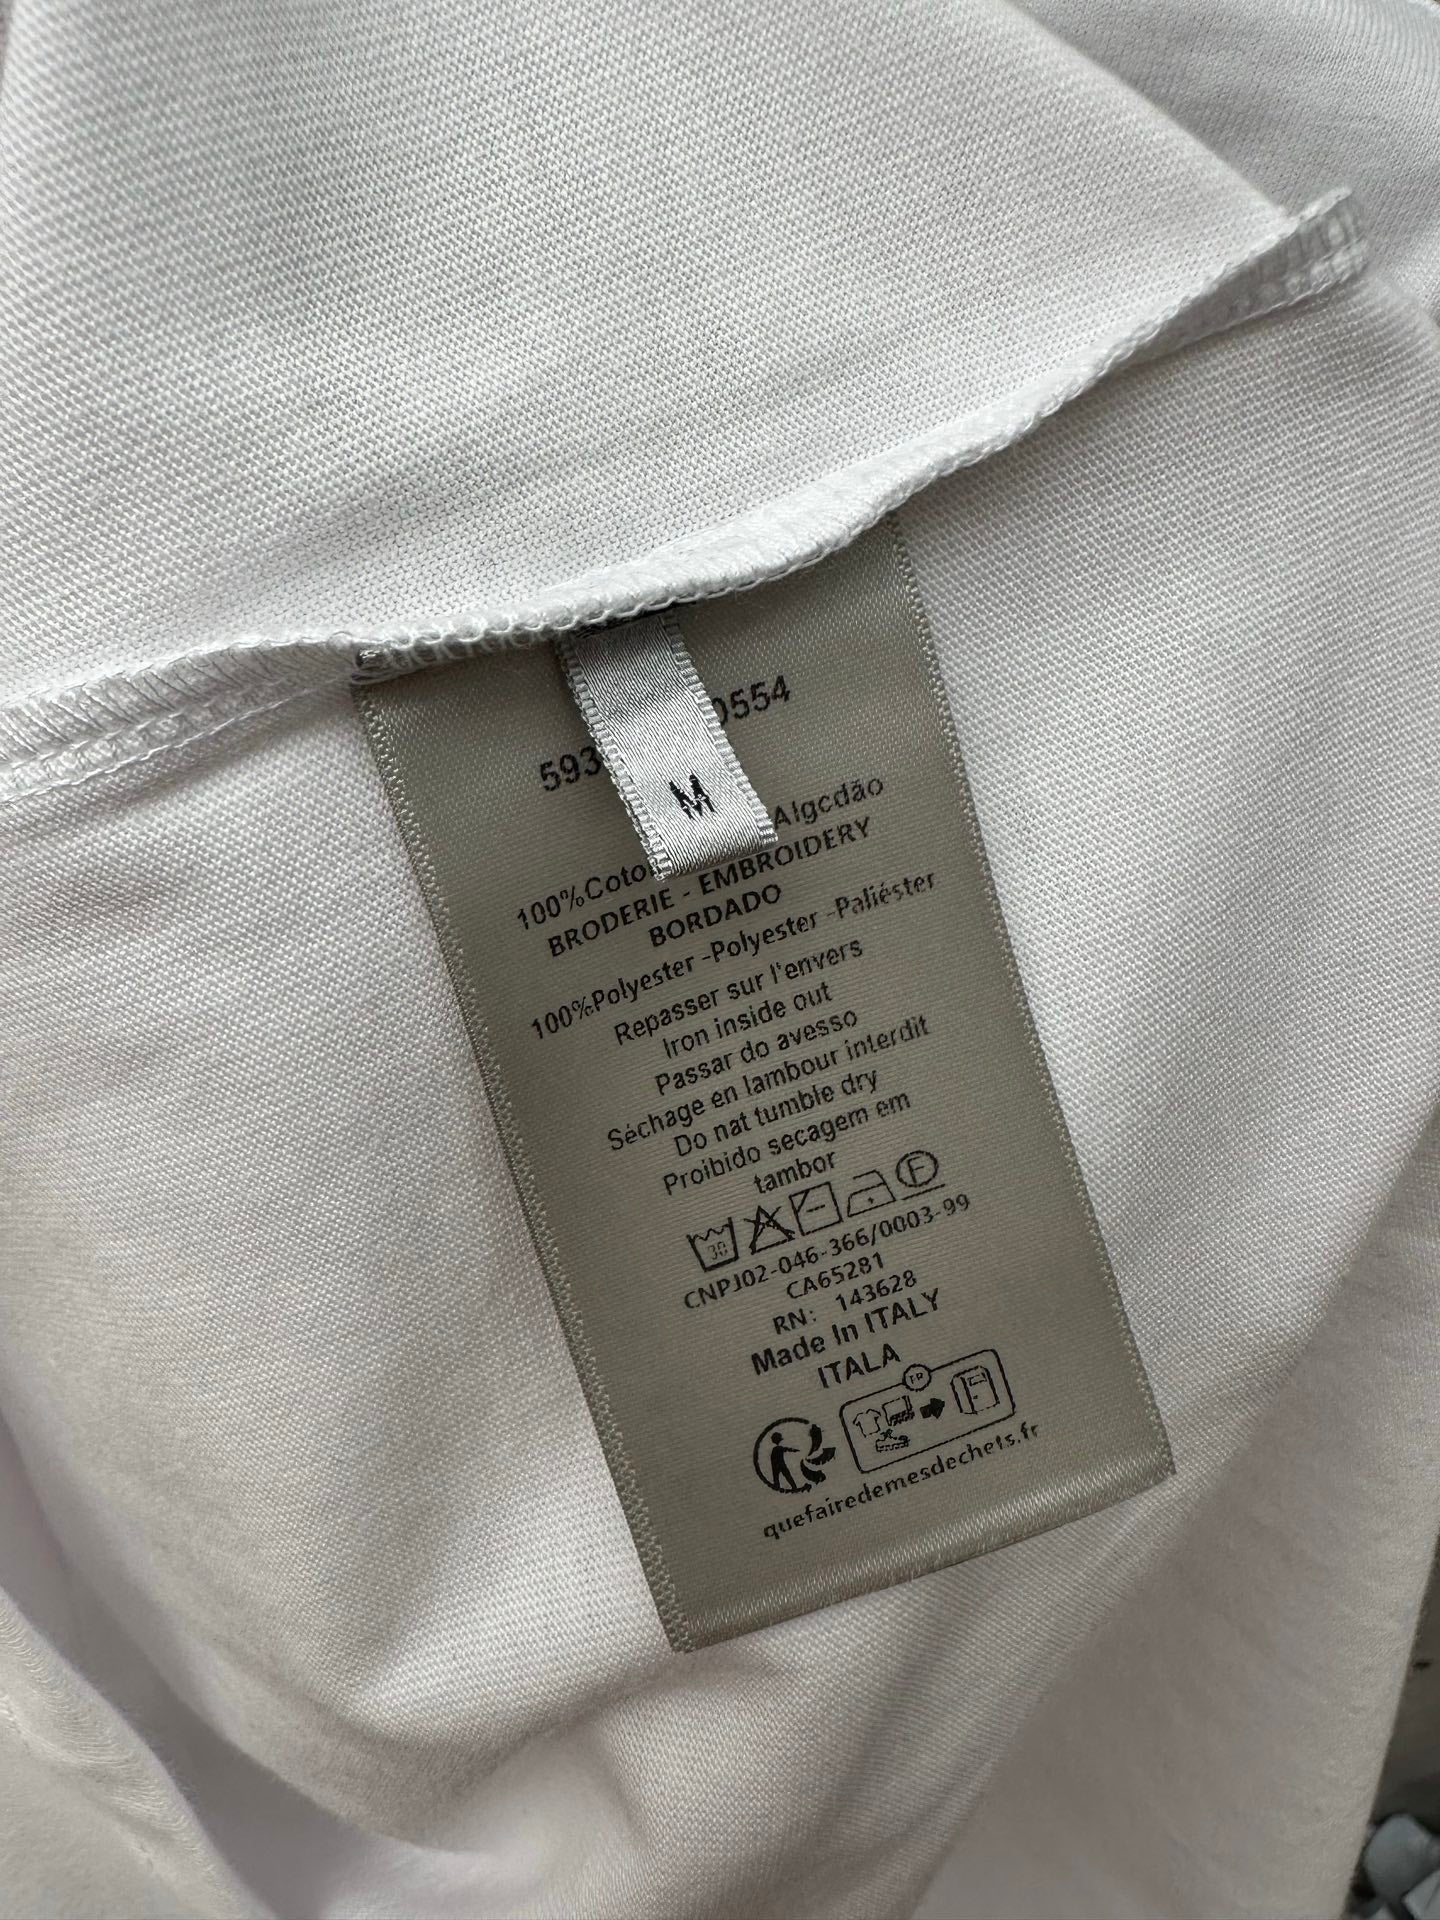 593 0554
M
100%Coto Algcdão
BRODERIE - EMBROIDERY
BORDADO
100%Polyester -Polyester -Paliéster
Repasser sur l'envers
Iron inside out
Passar do avesso
Séchage en lambour interdit
Do nat tumble dry
Proibido secagem em
tambor
30 F
CNPJ02-046-366/0003-99
CA65281
RN: 143628
Made In ITALY
ITALA
FR
quefairedemesdechets.fr